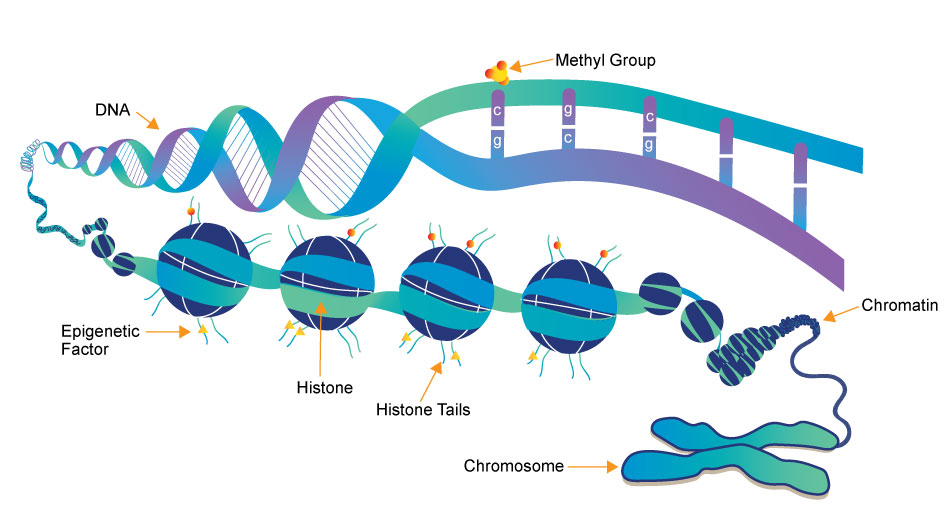 Methyl Group
DNA
c
g
c
g
c
g
Chromatin
Epigenetic
Factor
Histone
Histone Tails
Chromosome